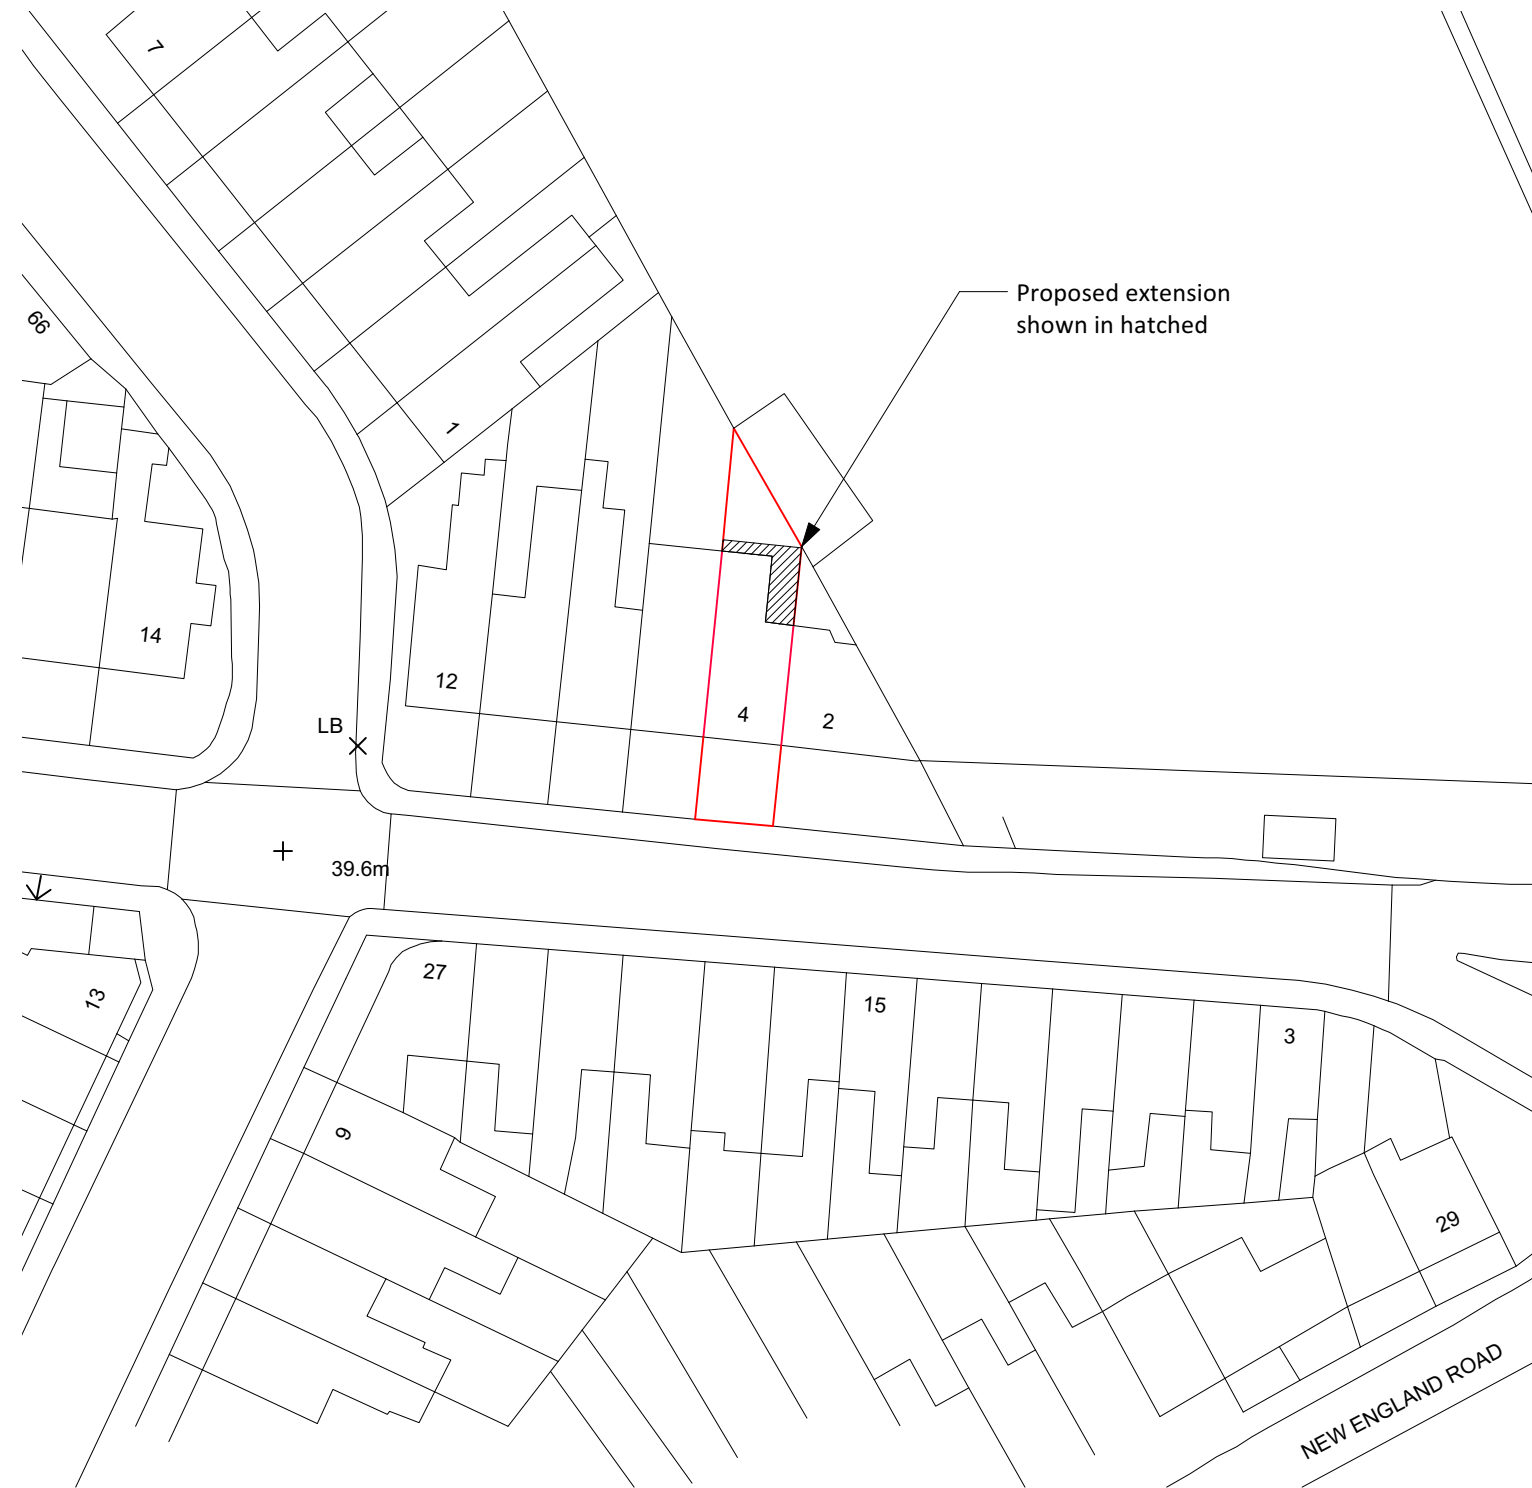 7
66
Proposed extension
shown in hatched
1
14
12
4
2
LB
39.6m
27
13
15
3
9
29
NEW ENGLAND ROAD